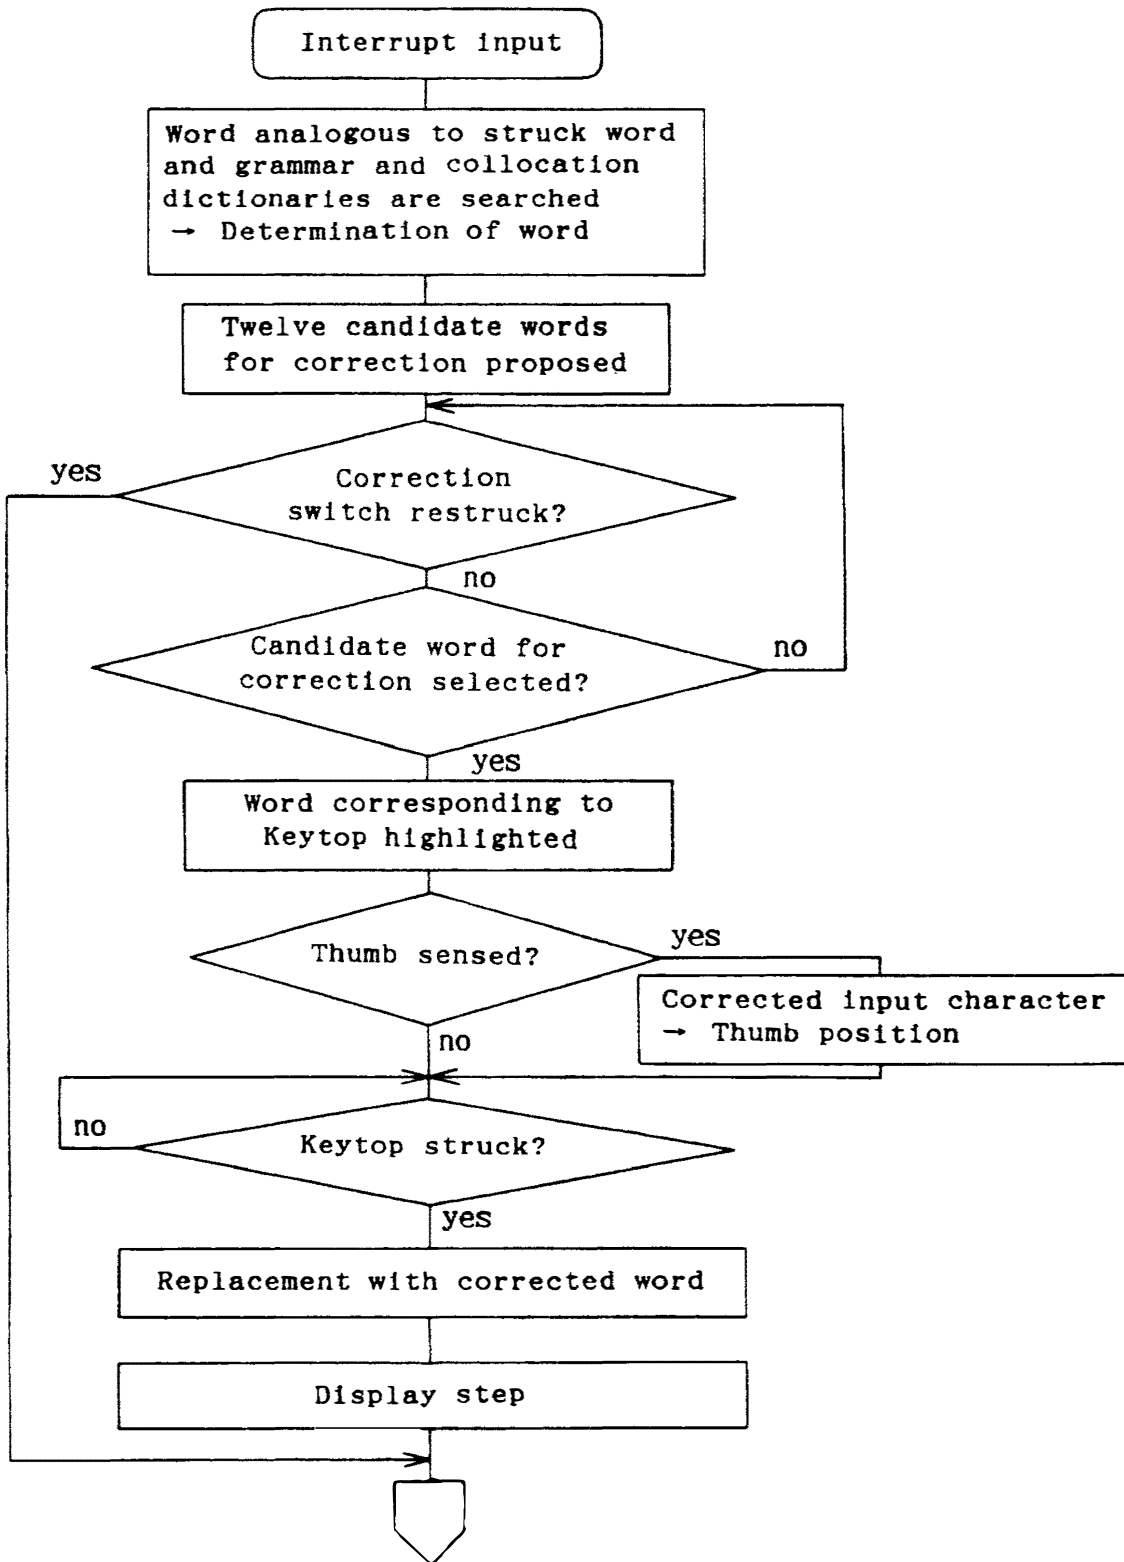 Interrupt input
Word analogous to struck word
and grammar and collocation
dictionaries are searched
→ Determination of word
Twelve candidate words
for correction proposed
yes
Correction
switch restruck?
no
Candidate word for
correction selected?
no
yes
Word corresponding to
Keytop highlighted
Thumb sensed?
yes
Corrected input character
→ Thumb position
no
no
Keytop struck?
yes
Replacement with corrected word
Display step